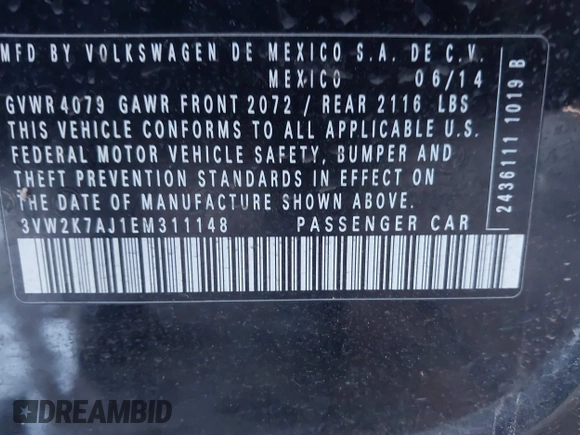 MFD BY VOLKSWAGEN DE MEXICO S.A. DE C.V.
MEXICO 06/14
GVWR 4079 GAWR FRONT 2072 / REAR 2116 LBS
THIS VEHICLE CONFORMS TO ALL APPLICABLE U.S.
FEDERAL MOTOR VEHICLE SAFETY, BUMPER AND
THEFT PREVENTION STANDARDS IN EFFECT ON
THE DATE OF MANUFACTURE SHOWN ABOVE.
3VW2K7AJ1EM311148 PASSENGER CAR
2436111 1019 B
DREAMBID